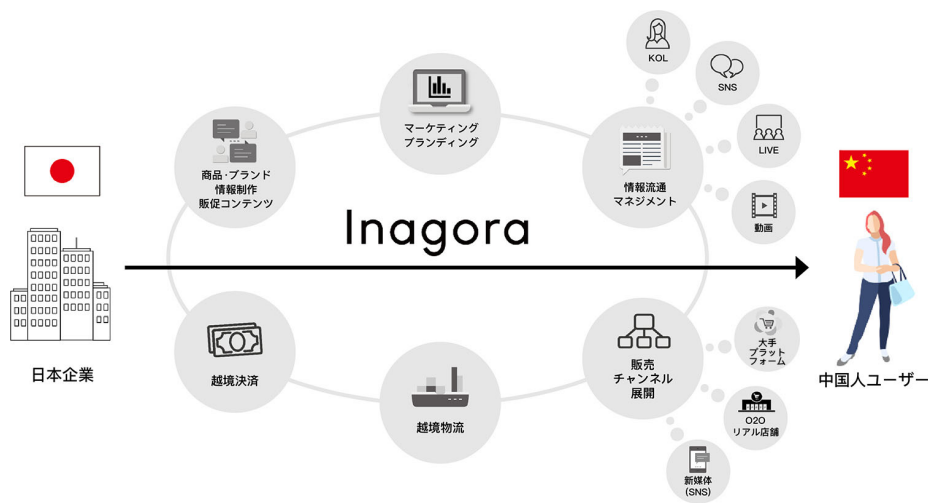 KOL
SNS
LIVE
動画
マーケティング
ブランディング
商品・ブランド
情報制作
販促コンテンツ
情報流通
マネジメント
Inagora
日本企業
中国人ユーザー
越境決済
越境物流
販売
チャンネル
展開
大手
プラット
フォーム
O2O
リアル店舗
新媒体
(SNS)